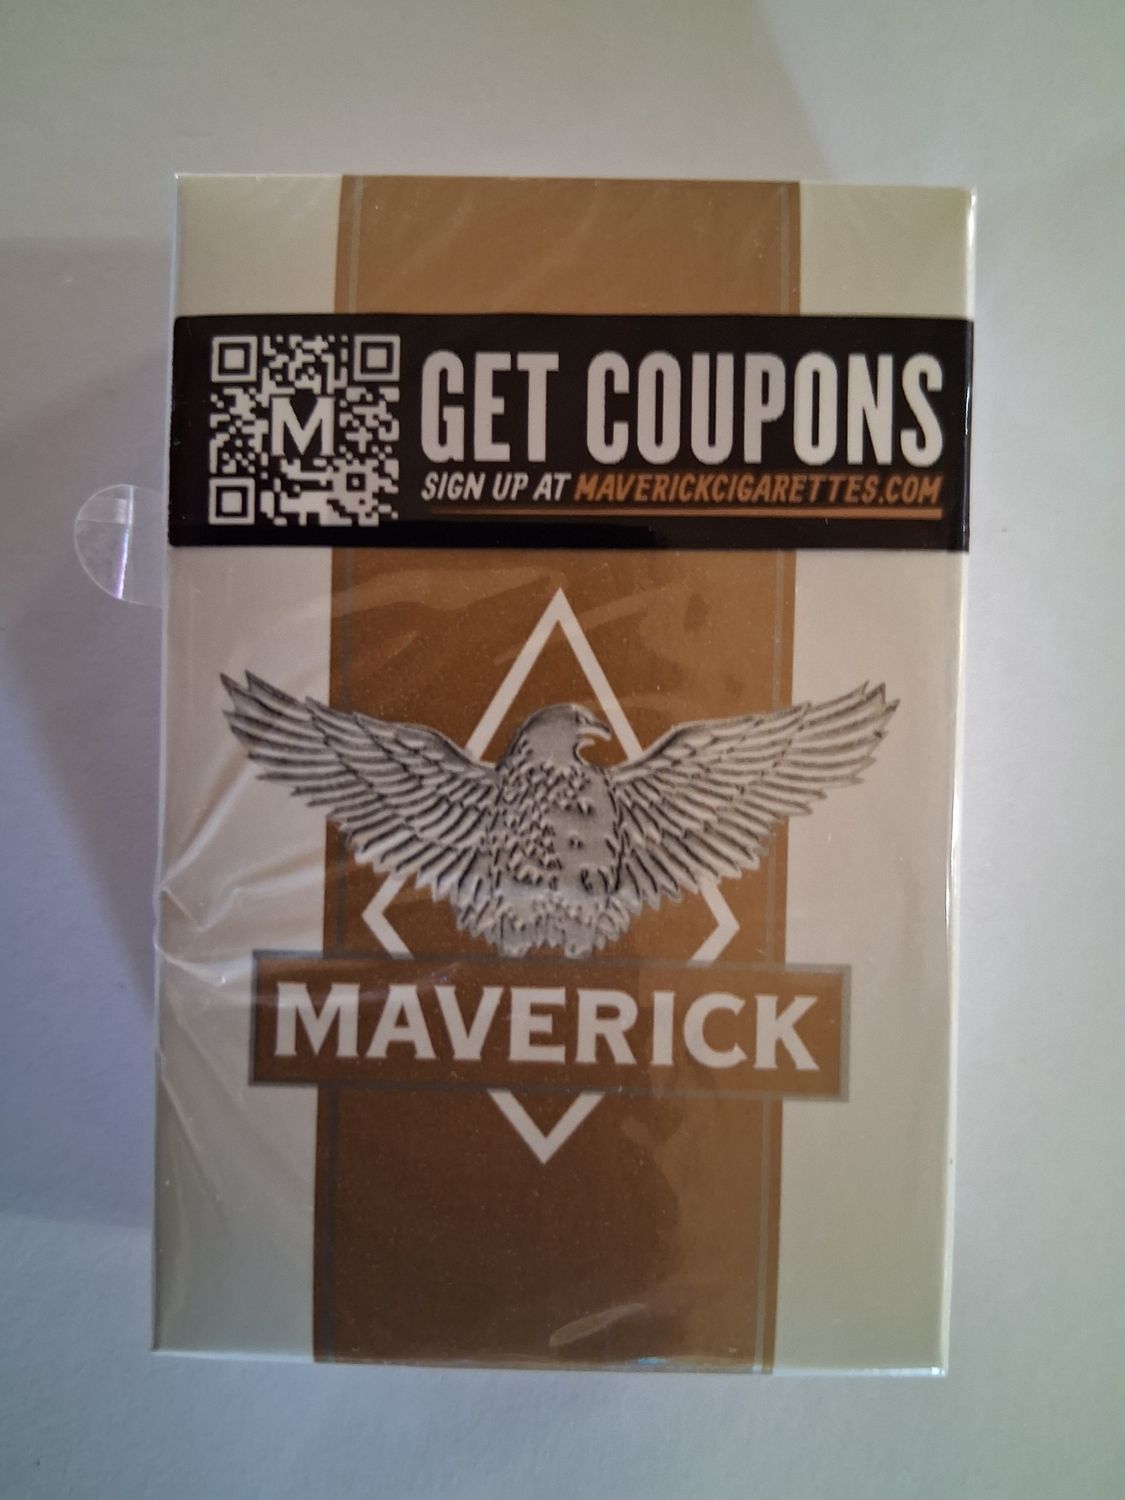 M
GET COUPONS
SIGN UP AT MAVERICKCIGARETTES.COM
MAVERICK